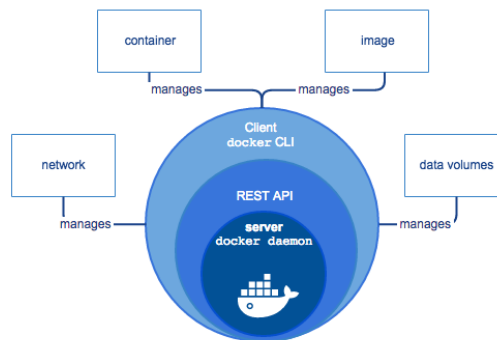 container
image
manages
manages
Client
docker CLI
network
data volumes
REST API
manages
manages
server
docker daemon